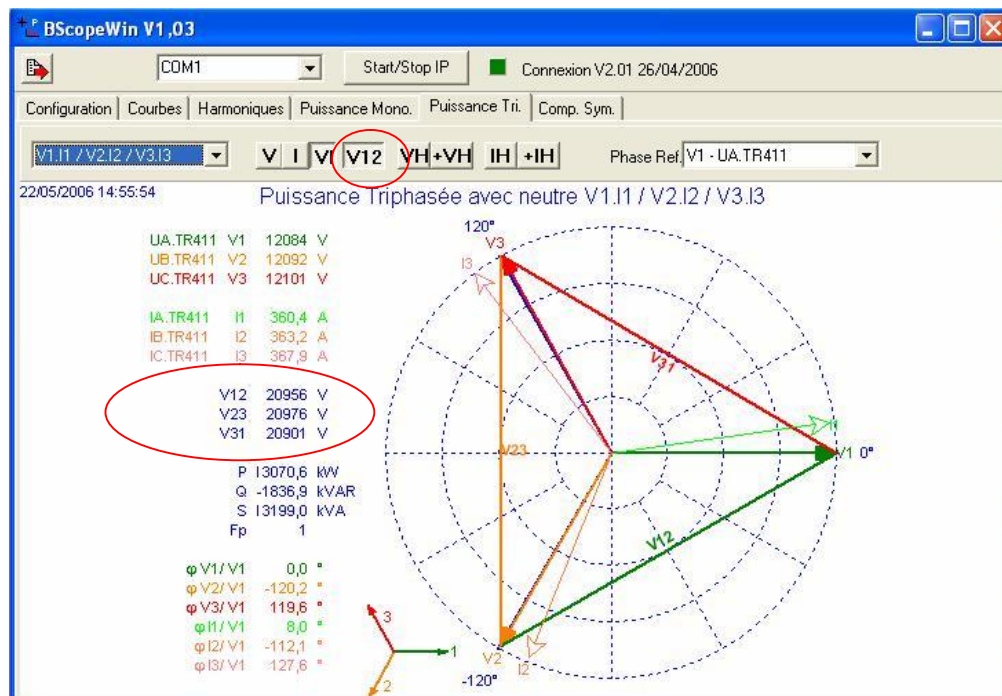 BScopeWin V1,03
COM1 Start/Stop IP Connexion V2.01 26/04/2006
Configuration Courbes Harmoniques Puissance Mono. Puissance Tri. Comp. Sym.
V1.I1 / V2.I2 / V3.I3 V I VI V12 VH +VH IH +IH Phase Ref. V1 - UA.TR411
22/05/2006 14:55:54 Puissance Triphasée avec neutre V1.I1 / V2.I2 / V3.I3
120°
V3
I3
UA.TR411 V1 12084 V
UB.TR411 V2 12092 V
UC.TR411 V3 12101 V
IA.TR411 I1 360,4 A
IB.TR411 I2 363,2 A
IC.TR411 I3 367,9 A
V31
V12 20956 V
V23 20976 V
V31 20901 V
I1
V23
V1 0°
P 13070,6 kW
Q -1836,9 kVAR
S 13199,0 kVA
Fp 1
V12
φ V1/ V1 0,0 °
φ V2/ V1 -120,2 °
φ V3/ V1 119,6 °
φ I1/ V1 8,0 °
φ I2/ V1 -112,1 °
φ I3/ V1 127,6 °
3
1
2
V2
I2
-120°